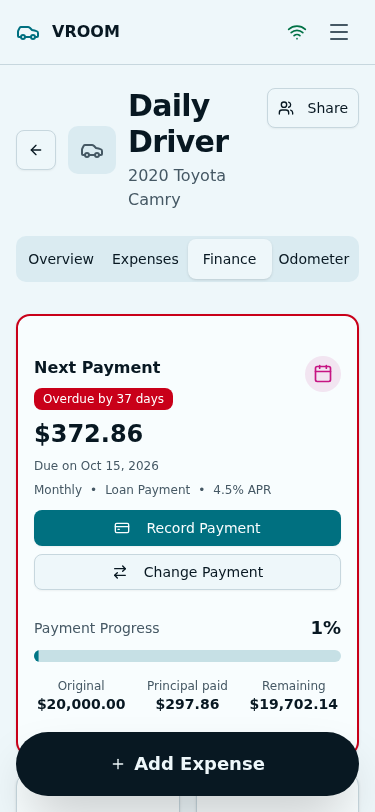 VROOM
Daily
Driver
Share
2020 Toyota
Camry
Overview Expenses Finance Odometer
Next Payment
Overdue by 37 days
$372.86
Due on Oct 15, 2026
Monthly • Loan Payment • 4.5% APR
Record Payment
Change Payment
Payment Progress 1%
Original Principal paid Remaining
$20,000.00 $297.86 $19,702.14
+ Add Expense